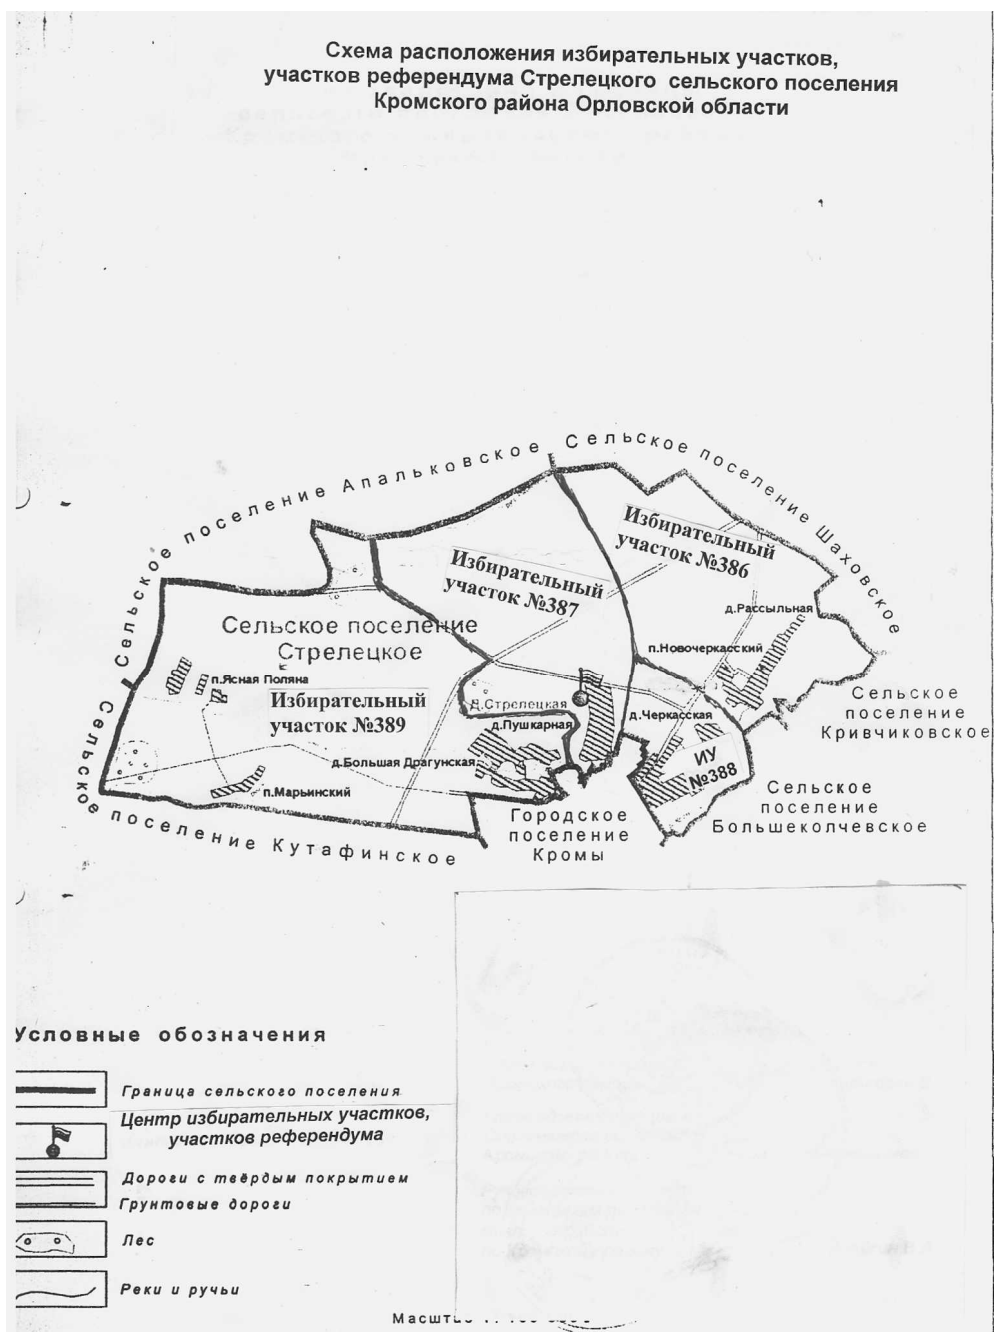 Схема расположения избирательных участков,
участков референдума Стрелецкого сельского поселения
Кромского района Орловской области
Сельское поселение Апальковское
Сельское поселение Шаховское
Избирательный
участок №386
Избирательный
участок №387
д.Рассыльная
Сельское поселение
Стрелецкое
п.Новочеркасский
п.Ясная Поляна
Избирательный
участок №389
д.Стрелецкая
д.Черкасская
д.Пушкарная
Сельское
поселение
Кривчиковское
д.Большая Драгунская
ИУ
№388
п.Марьинский
Сельское
поселение
Большеколчевское
Городское
поселение
Кромы
Сельское поселение Кутафинское
Условные обозначения
Граница сельского поселения
Центр избирательных участков,
участков референдума
Дороги с твёрдым покрытием
Грунтовые дороги
Лес
Реки и ручьи